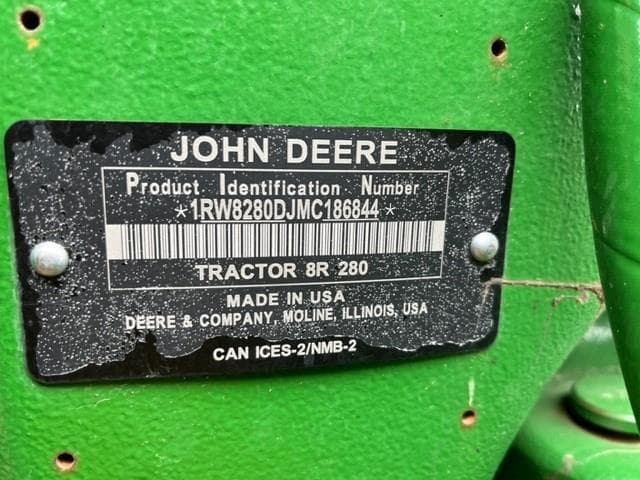 JOHN DEERE
Product Identification Number
*1RW8280DJMC186844*
TRACTOR 8R 280
MADE IN USA
DEERE & COMPANY, MOLINE, ILLINOIS, USA
CAN ICES-2/NMB-2